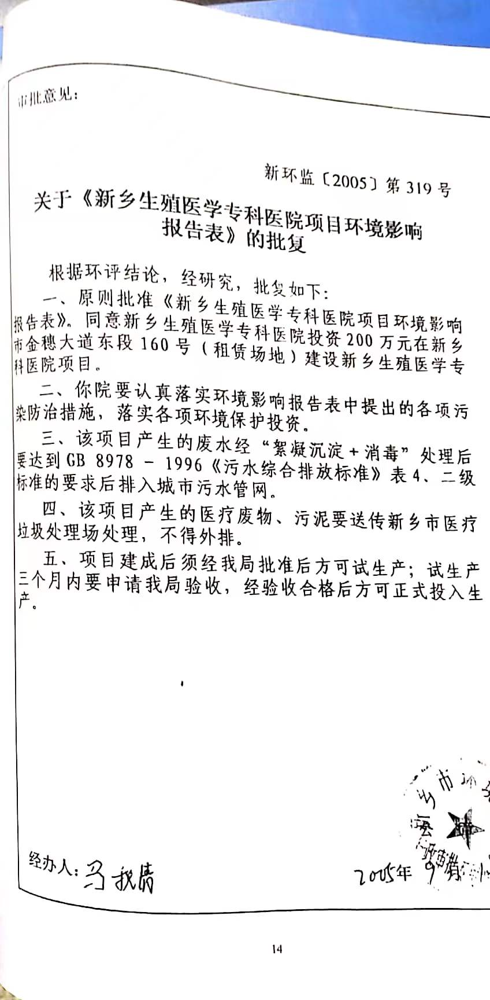 审批意见：
新环监〔2005〕第 319 号
关于《新乡生殖医学专科医院项目环境影响
报告表》的批复
根据环评结论，经研究，批复如下：
一、原则批准《新乡生殖医学专科医院项目环境影响
报告表》。同意新乡生殖医学专科医院投资 200 万元在新乡
市金穗大道东段 160 号（租赁场地）建设新乡生殖医学专
科医院项目。
二、你院要认真落实环境影响报告表中提出的各项污
染防治措施，落实各项环境保护投资。
三、该项目产生的废水经“絮凝沉淀＋消毒”处理后
要达到 GB 8978 － 1996《污水综合排放标准》表 4、二级
标准的要求后排入城市污水管网。
四、该项目产生的医疗废物、污泥要送传新乡市医疗
垃圾处理场处理，不得外排。
五、项目建成后须经我局批准后方可试生产；试生产
三个月内要申请我局验收，经验收合格后方可正式投入生
产。
乡市环
经办人：马
2005年 9月
14